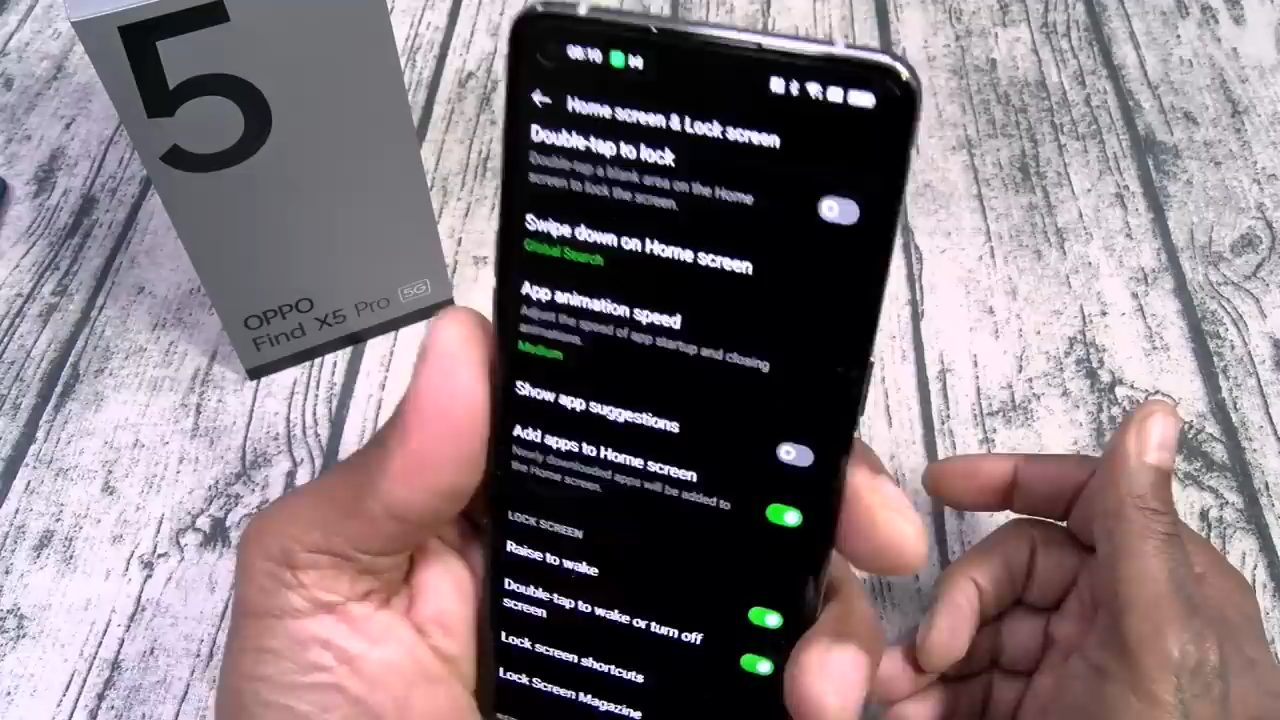 5
OPPO
Find X5 Pro 5G
08:10
Home screen & Lock screen
Double-tap to lock
Double-tap a blank area on the Home
screen to lock the screen.
Swipe down on Home screen
Global Search
App animation speed
Adjust the speed of app startup and closing
animations.
Medium
Show app suggestions
Add apps to Home screen
Newly downloaded apps will be added to
the Home screen.
LOCK SCREEN
Raise to wake
Double-tap to wake or turn off
screen
Lock screen shortcuts
Lock Screen Magazine